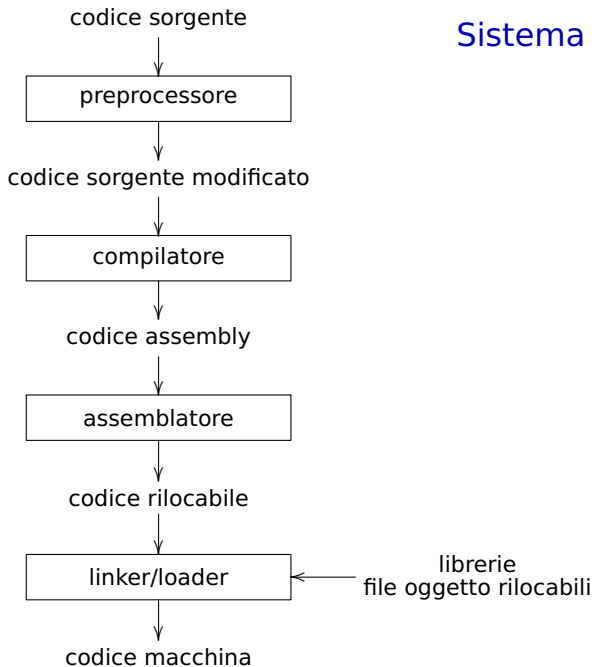 codice sorgente
Sistema
preprocessore
codice sorgente modificato
compilatore
codice assembly
assemblatore
codice rilocabile
linker/loader
librerie
file oggetto rilocabili
codice macchina